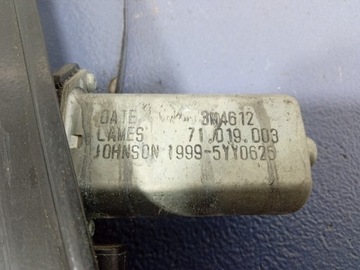 DATE 3W4612
LAMES 71.019.003
JOHNSON 1999-5YY0625